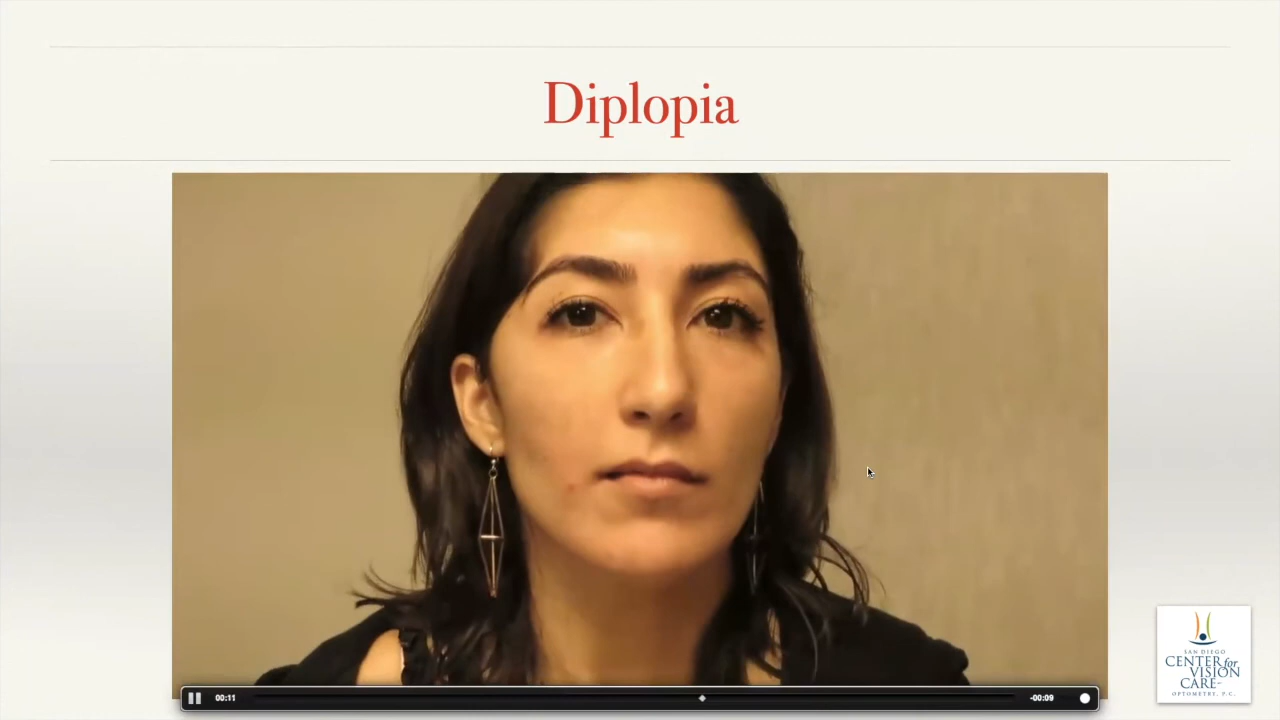 Diplopia
00:11
-00:09
SAN DIEGO
CENTER for
VISION
CARE
OPTOMETRY, P.C.